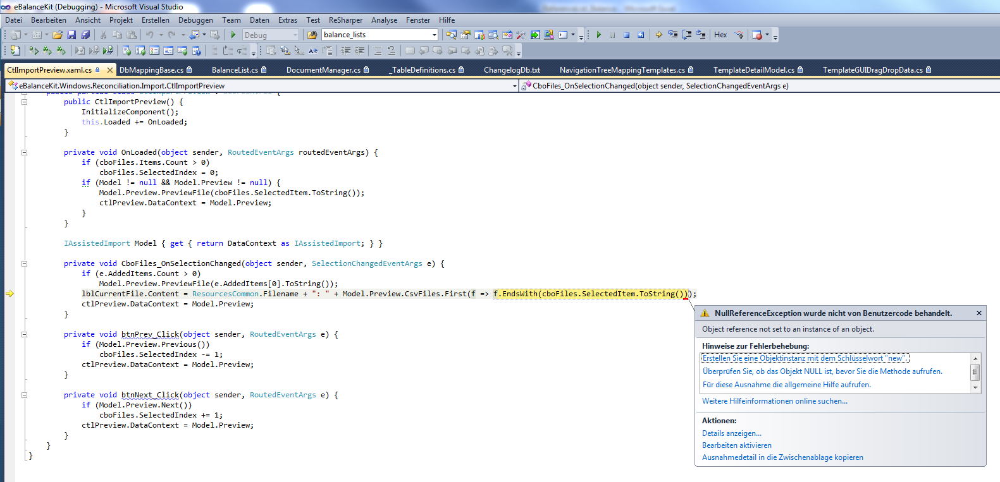 eBalanceKit (Debugging) - Microsoft Visual Studio
Datei Bearbeiten Ansicht Projekt Erstellen Debuggen Team Daten Extras Test ReSharper Analyse Fenster Hilfe
Debug balance_lists Hex
CtlImportPreview.xaml.cs DbMappingBase.cs BalanceList.cs DocumentManager.cs _TableDefinitions.cs ChangelogDb.txt NavigationTreeMappingTemplates.cs TemplateDetailModel.cs TemplateGUIDragDropData.cs
eBalanceKit.Windows.Reconciliation.Import.CtlImportPreview CboFiles_OnSelectionChanged(object sender, SelectionChangedEventArgs e)
public partial class CtlImportPreview : UserControl {
public CtlImportPreview() {
InitializeComponent();
this.Loaded += OnLoaded;
}
private void OnLoaded(object sender, RoutedEventArgs routedEventArgs) {
if (cboFiles.Items.Count > 0)
cboFiles.SelectedIndex = 0;
if (Model != null && Model.Preview != null) {
Model.Preview.PreviewFile(cboFiles.SelectedItem.ToString());
ctlPreview.DataContext = Model.Preview;
}
}
IAssistedImport Model { get { return DataContext as IAssistedImport; } }
private void CboFiles_OnSelectionChanged(object sender, SelectionChangedEventArgs e) {
if (e.AddedItems.Count > 0)
Model.Preview.PreviewFile(e.AddedItems[0].ToString());
lblCurrentFile.Content = ResourcesCommon.Filename + ": " + Model.Preview.CsvFiles.First(f => f.EndsWith(cboFiles.SelectedItem.ToString()));
ctlPreview.DataContext = Model.Preview;
}
private void btnPrev_Click(object sender, RoutedEventArgs e) {
if (Model.Preview.Previous())
cboFiles.SelectedIndex -= 1;
ctlPreview.DataContext = Model.Preview;
}
private void btnNext_Click(object sender, RoutedEventArgs e) {
if (Model.Preview.Next())
cboFiles.SelectedIndex += 1;
ctlPreview.DataContext = Model.Preview;
}
}
}
NullReferenceException wurde nicht von Benutzercode behandelt.
Object reference not set to an instance of an object.
Hinweise zur Fehlerbehebung:
Erstellen Sie eine Objektinstanz mit dem Schlüsselwort "new".
Überprüfen Sie, ob das Objekt NULL ist, bevor Sie die Methode aufrufen.
Für diese Ausnahme die allgemeine Hilfe aufrufen.
Weitere Hilfeinformationen online suchen...
Aktionen:
Details anzeigen...
Bearbeiten aktivieren
Ausnahmedetail in die Zwischenablage kopieren